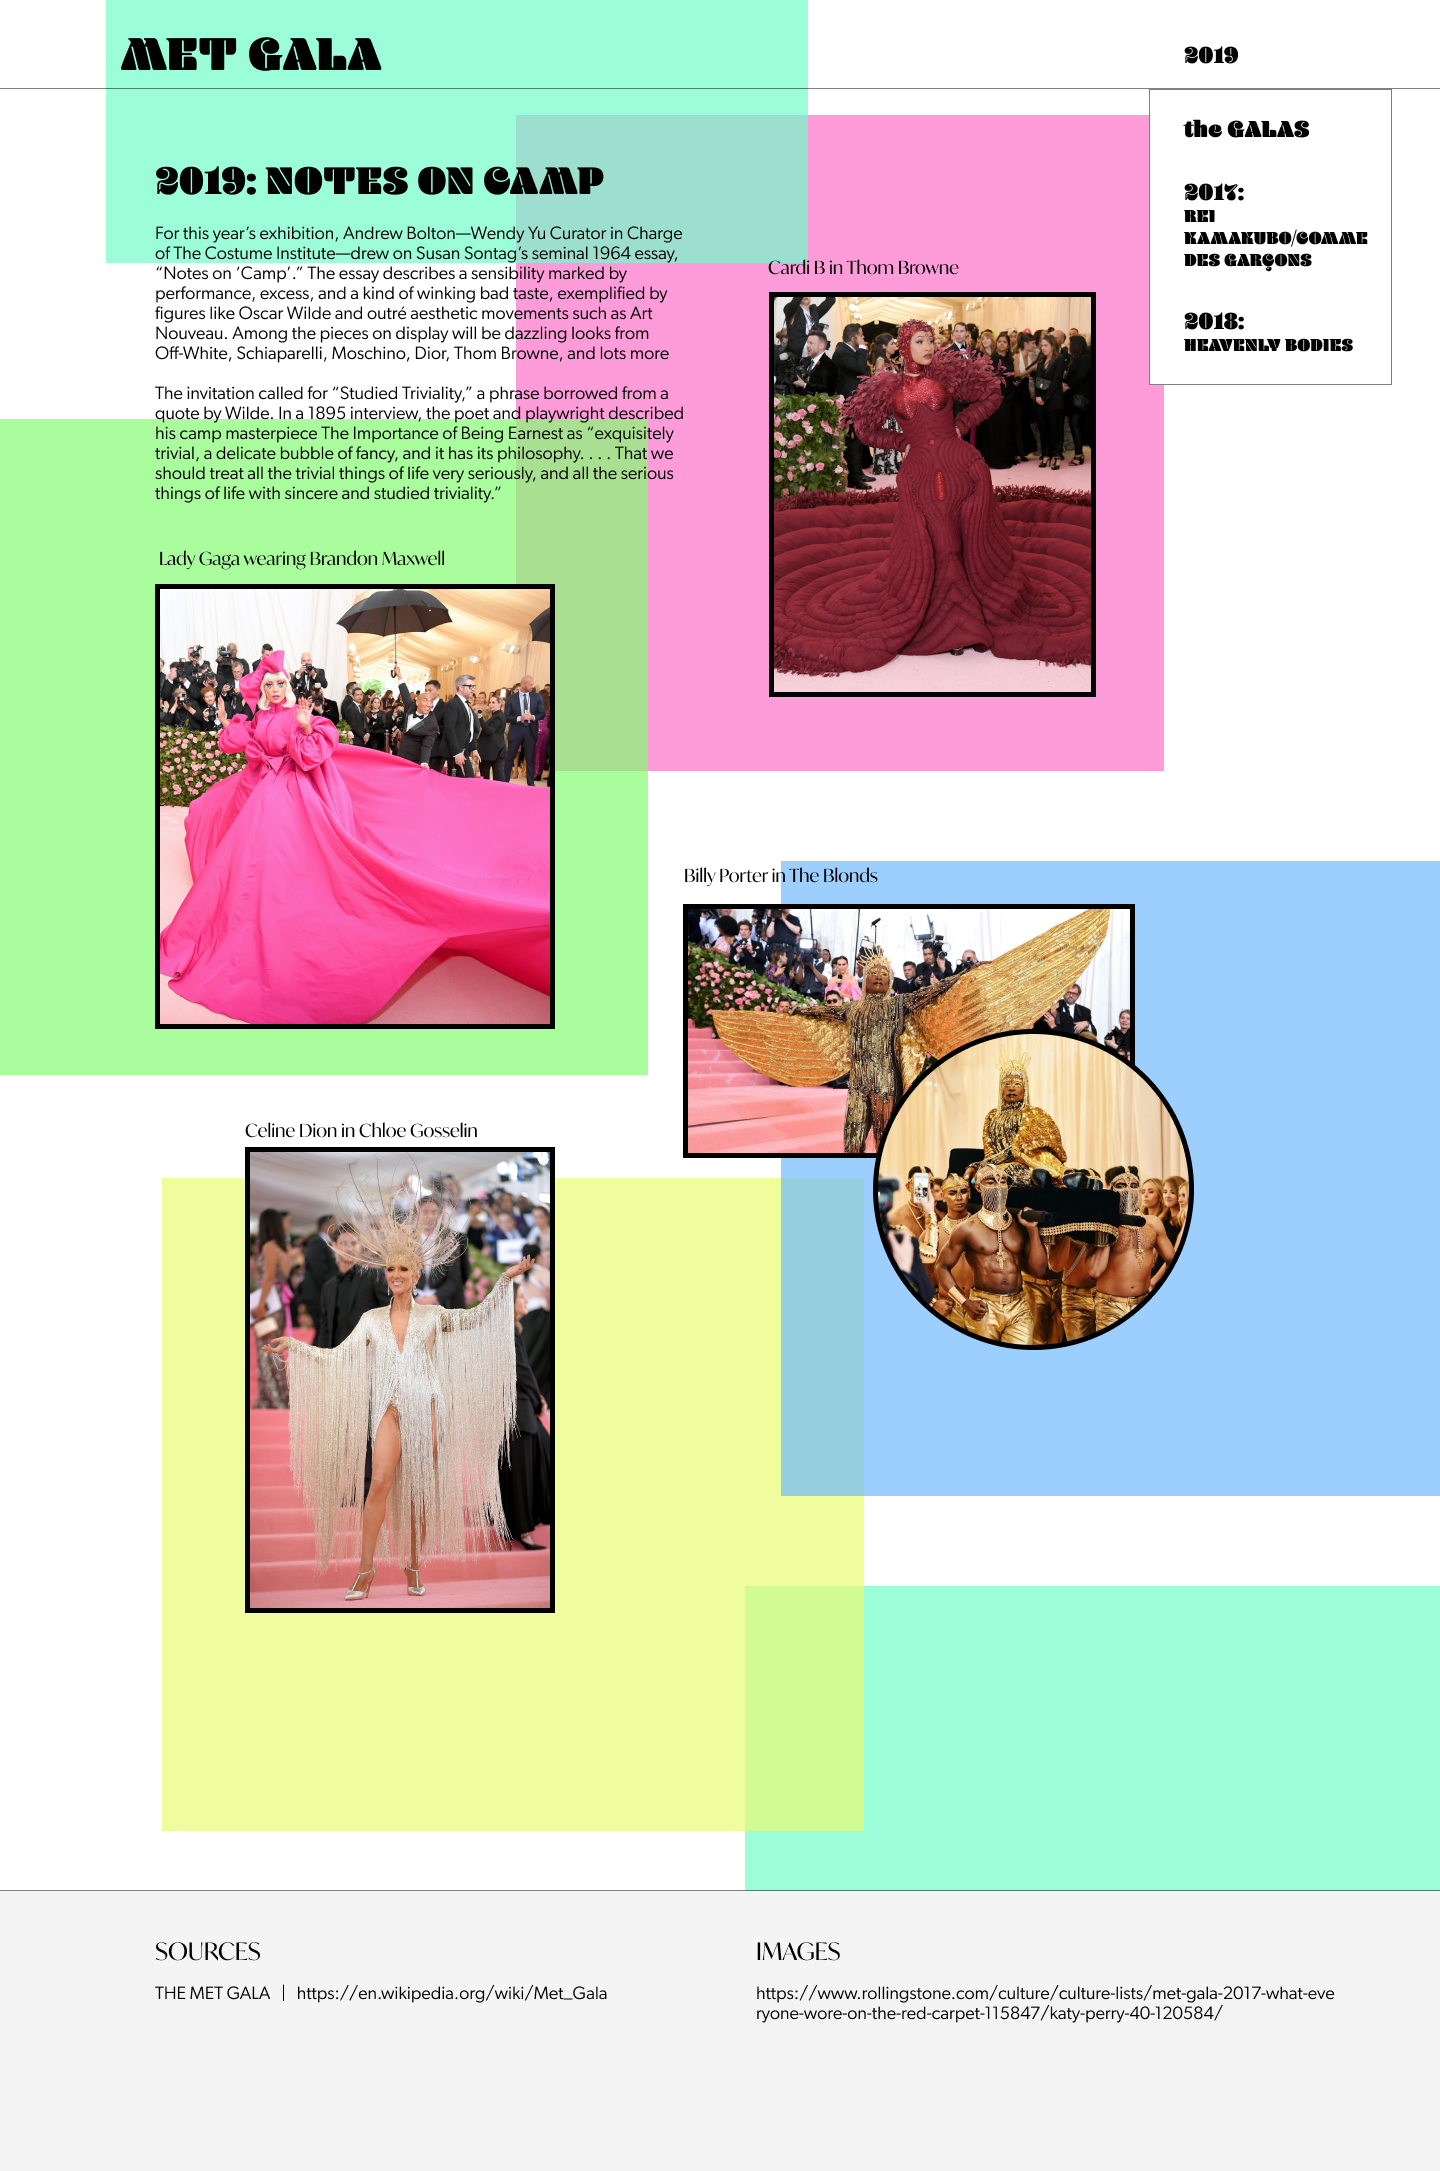 MET GALA
2019
the GALAS
2017:
REI
KAMAKUBO/COMME
DES GARÇONS
2018:
HEAVENLY BODIES
2019: NOTES ON CAMP
For this year’s exhibition, Andrew Bolton—Wendy Yu Curator in Charge
of The Costume Institute—drew on Susan Sontag’s seminal 1964 essay,
“Notes on ‘Camp’.” The essay describes a sensibility marked by
performance, excess, and a kind of winking bad taste, exemplified by
figures like Oscar Wilde and outré aesthetic movements such as Art
Nouveau. Among the pieces on display will be dazzling looks from
Off-White, Schiaparelli, Moschino, Dior, Thom Browne, and lots more
The invitation called for “Studied Triviality,” a phrase borrowed from a
quote by Wilde. In a 1895 interview, the poet and playwright described
his camp masterpiece The Importance of Being Earnest as “exquisitely
trivial, a delicate bubble of fancy, and it has its philosophy. . . . That we
should treat all the trivial things of life very seriously, and all the serious
things of life with sincere and studied triviality.”
Cardi B in Thom Browne
Lady Gaga wearing Brandon Maxwell
Billy Porter in The Blonds
Celine Dion in Chloe Gosselin
SOURCES
THE MET GALA | https://en.wikipedia.org/wiki/Met_Gala
IMAGES
https://www.rollingstone.com/culture/culture-lists/met-gala-2017-what-eve
ryone-wore-on-the-red-carpet-115847/katy-perry-40-120584/